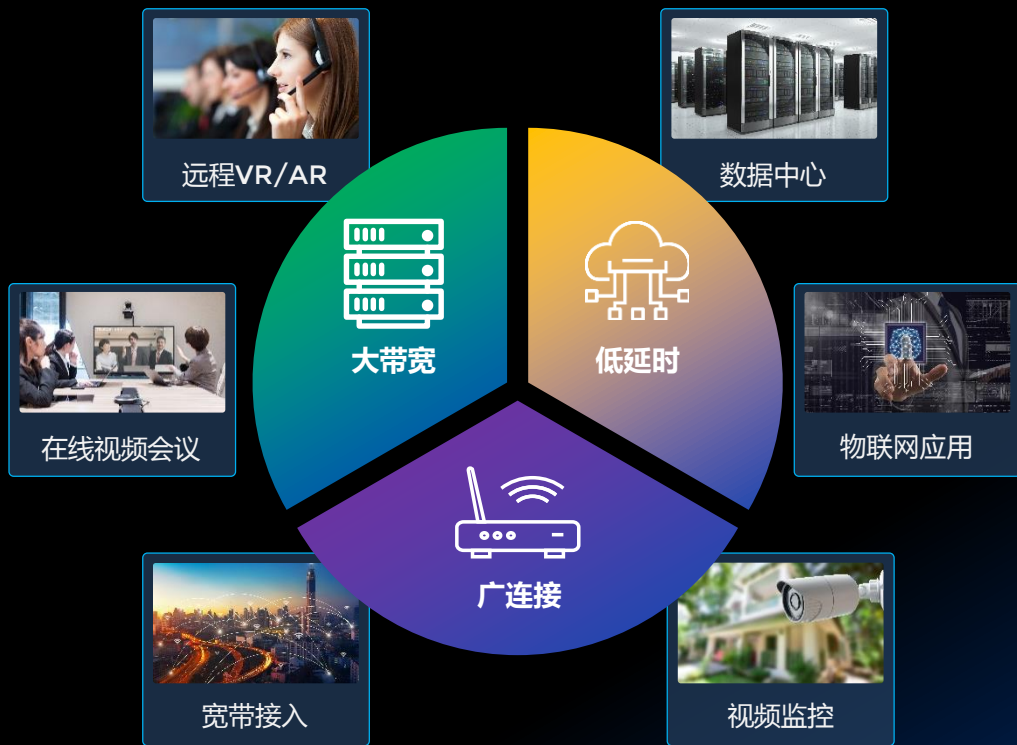 远程VR/AR
数据中心
大带宽
低延时
在线视频会议
物联网应用
广连接
宽带接入
视频监控